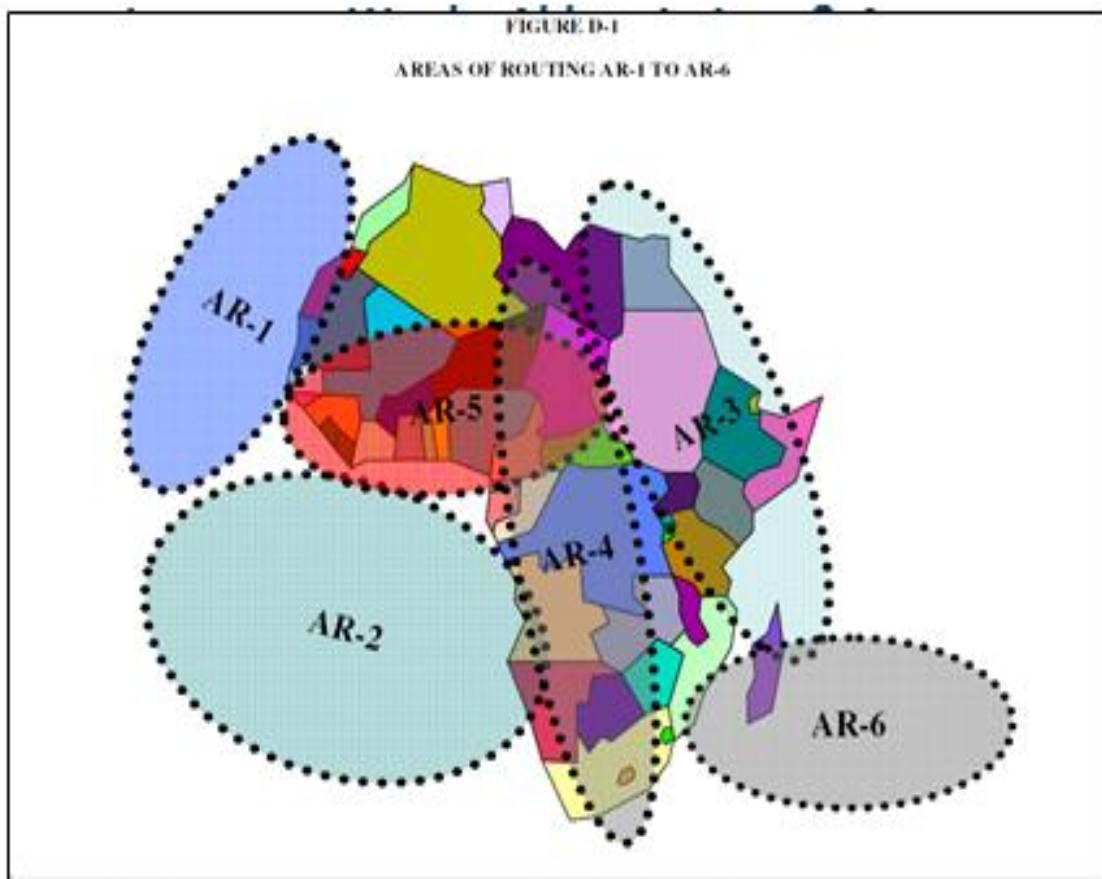 FIGURE D-1
AREAS OF ROUTING AR-1 TO AR-6
AR-1
AR-5
AR-3
AR-4
AR-2
AR-6